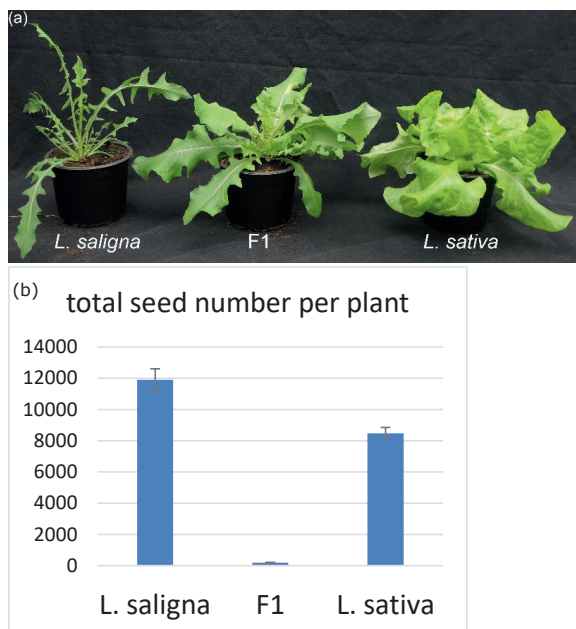 (a)
L. saligna F1 L. sativa
(b)
total seed number per plant
14000
12000
10000
8000
6000
4000
2000
0
L. saligna F1 L. sativa